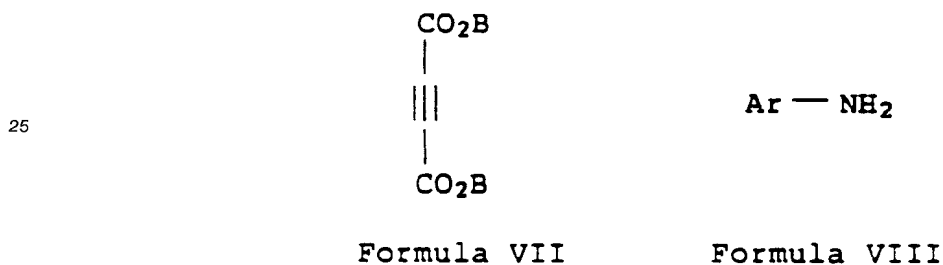 CO₂B
25
Ar — NH₂
CO₂B
Formula VII Formula VIII